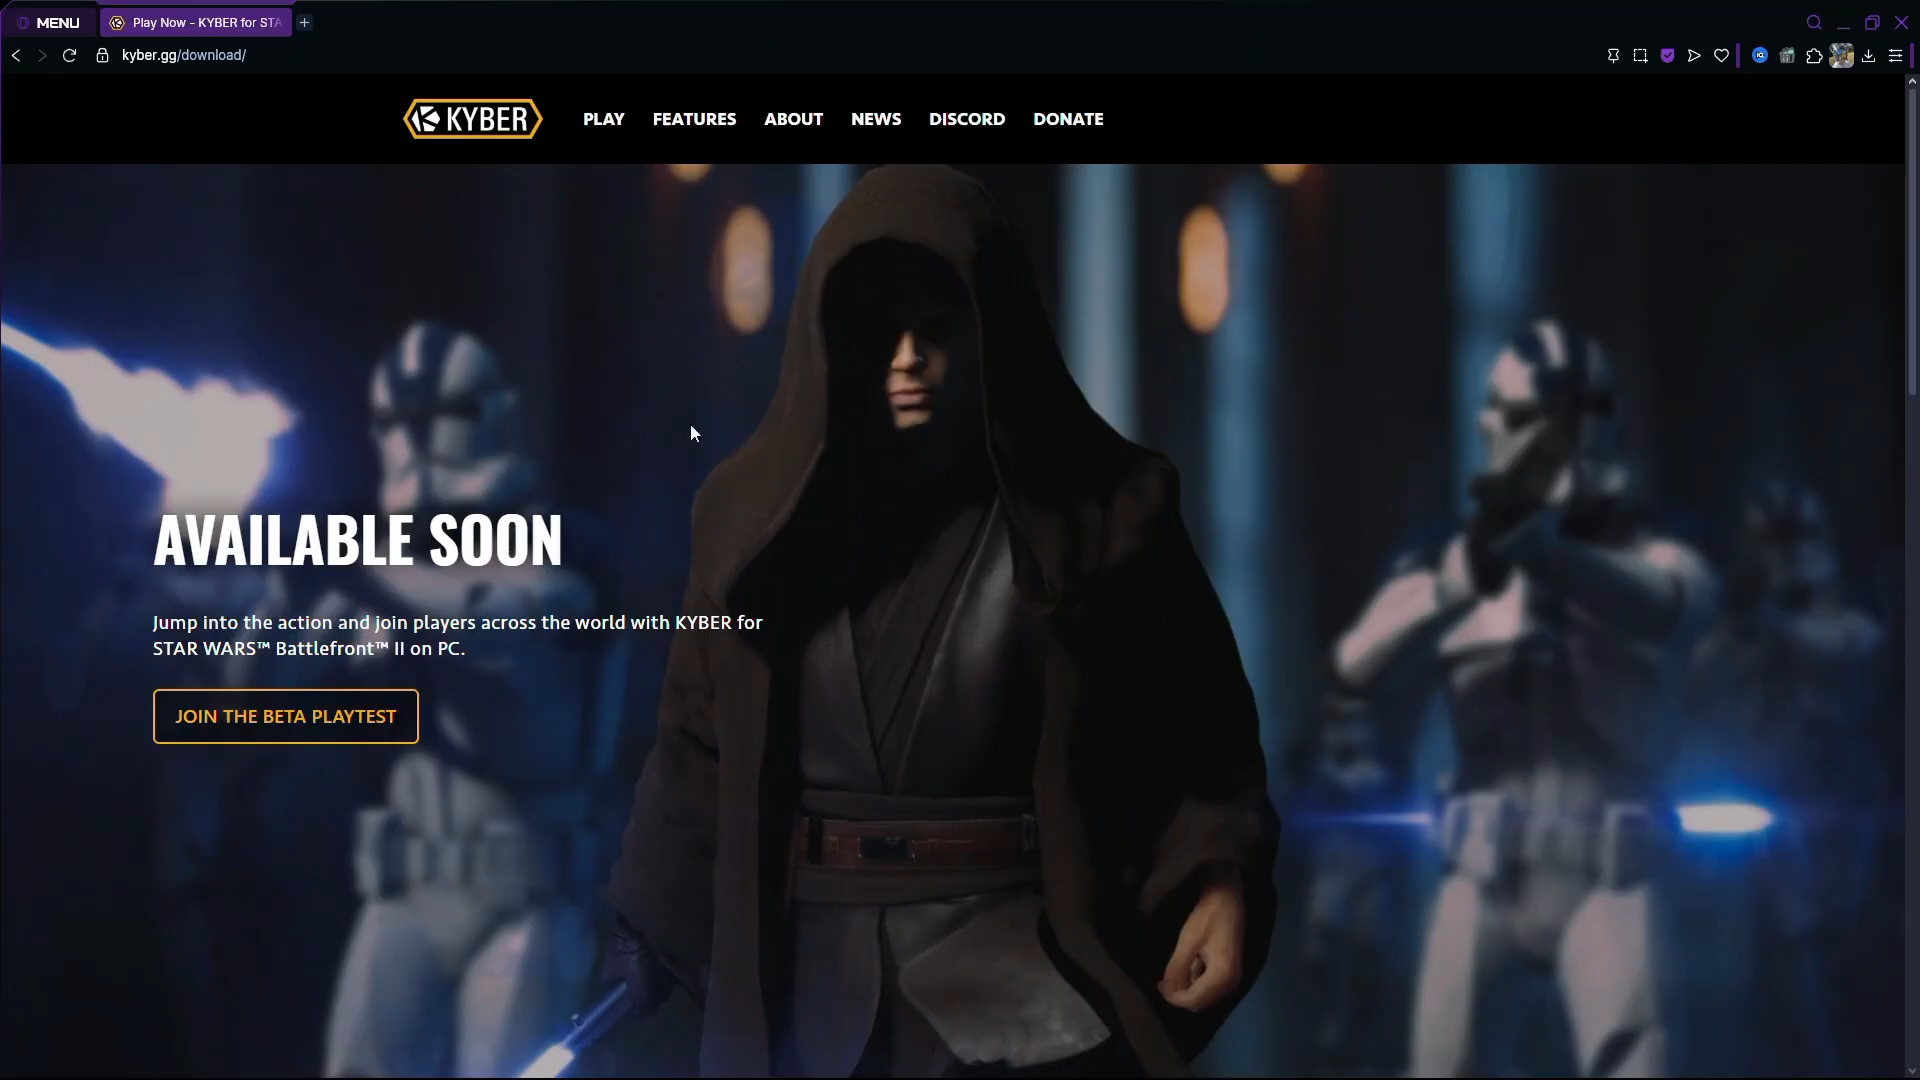 MENU
Play Now - KYBER for STA
kyber.gg/download/
KYBER
PLAY
FEATURES
ABOUT
NEWS
DISCORD
DONATE
AVAILABLE SOON
Jump into the action and join players across the world with KYBER for
STAR WARS™ Battlefront™ II on PC.
JOIN THE BETA PLAYTEST